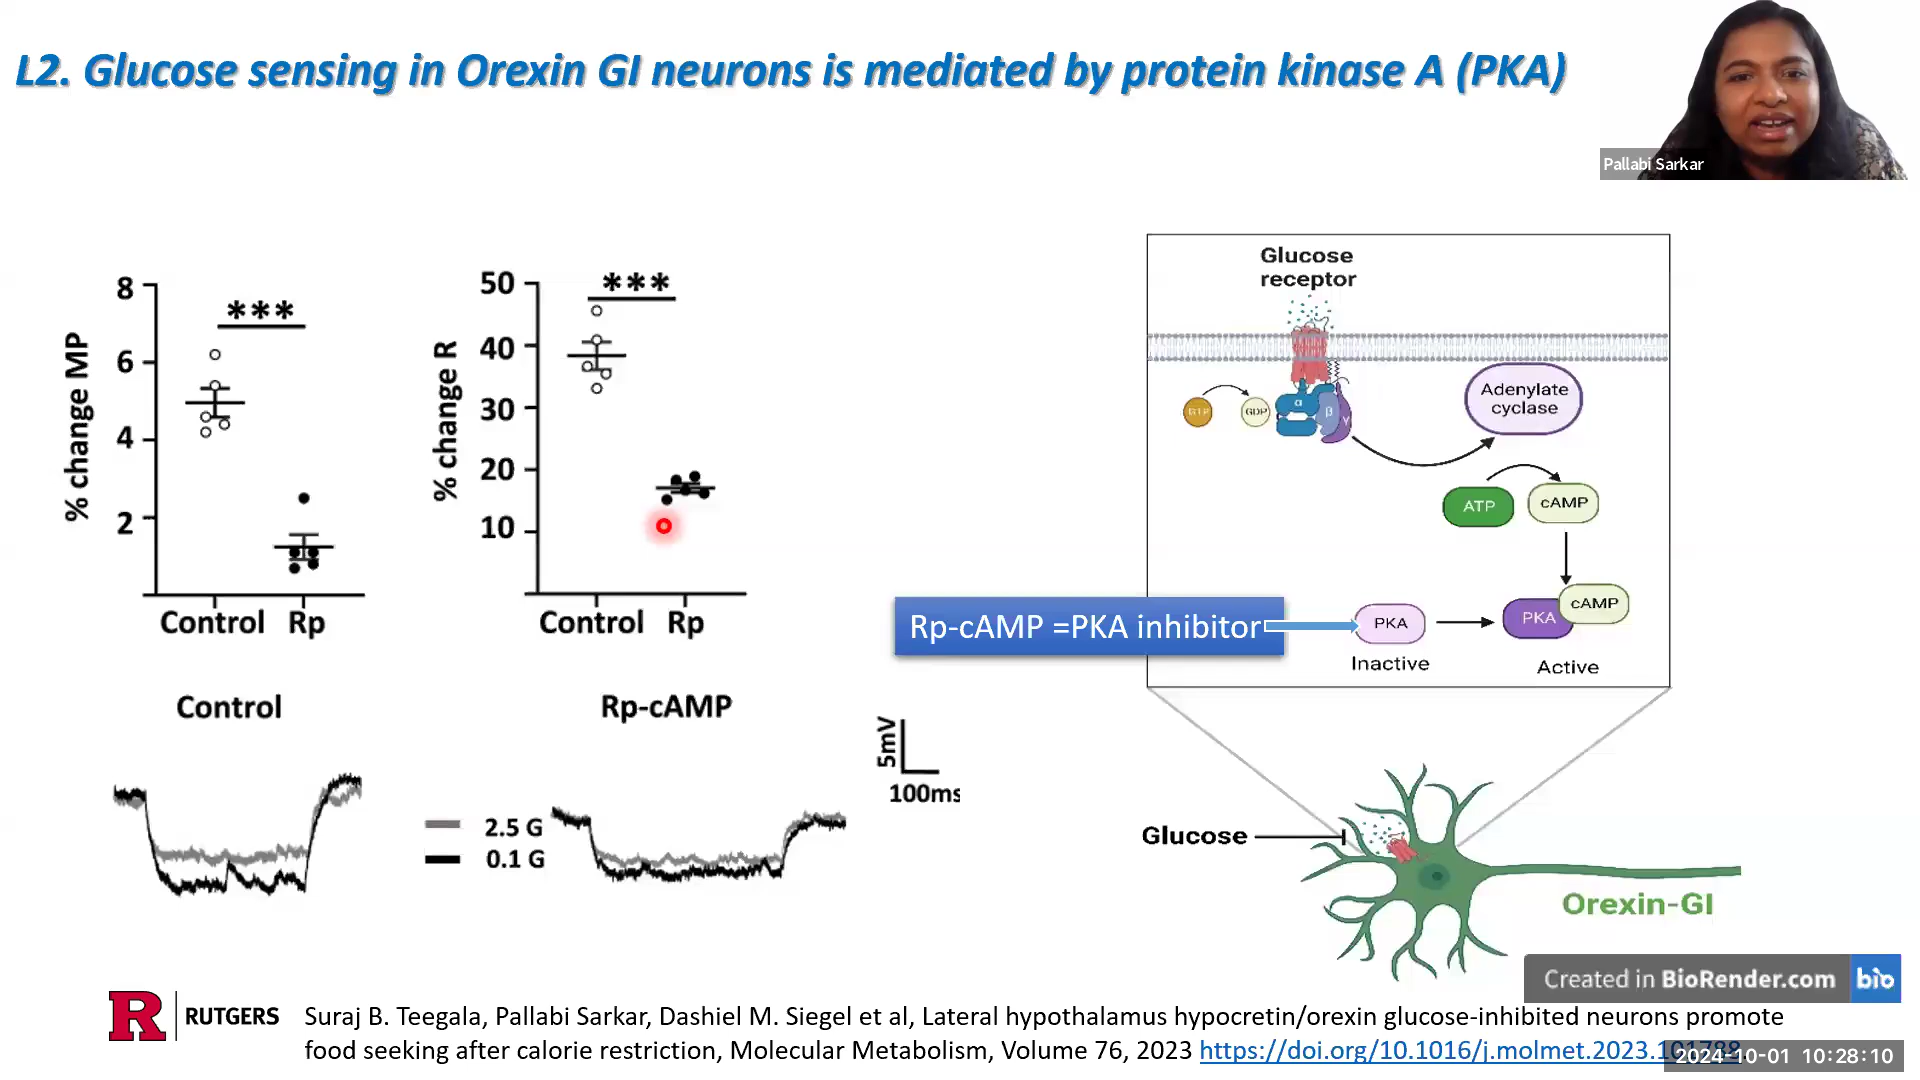 L2. Glucose sensing in Orexin GI neurons is mediated by protein kinase A (PKA)
Pallabi Sarkar
8
6
4
2
% change MP
***
Control Rp
50
40
30
20
10
% change R
***
Control Rp
Glucose
receptor
GTP
GDP
α
β
γ
Adenylate
cyclase
ATP
cAMP
PKA
cAMP
Rp-cAMP =PKA inhibitor
PKA
Inactive
Active
Control
Rp-cAMP
5mV
100ms
2.5 G
0.1 G
Glucose
Orexin-GI
Created in BioRender.com bio
R RUTGERS
Suraj B. Teegala, Pallabi Sarkar, Dashiel M. Siegel et al, Lateral hypothalamus hypocretin/orexin glucose-inhibited neurons promote
food seeking after calorie restriction, Molecular Metabolism, Volume 76, 2023 https://doi.org/10.1016/j.molmet.2023.101788
2024-10-01 10:28:10